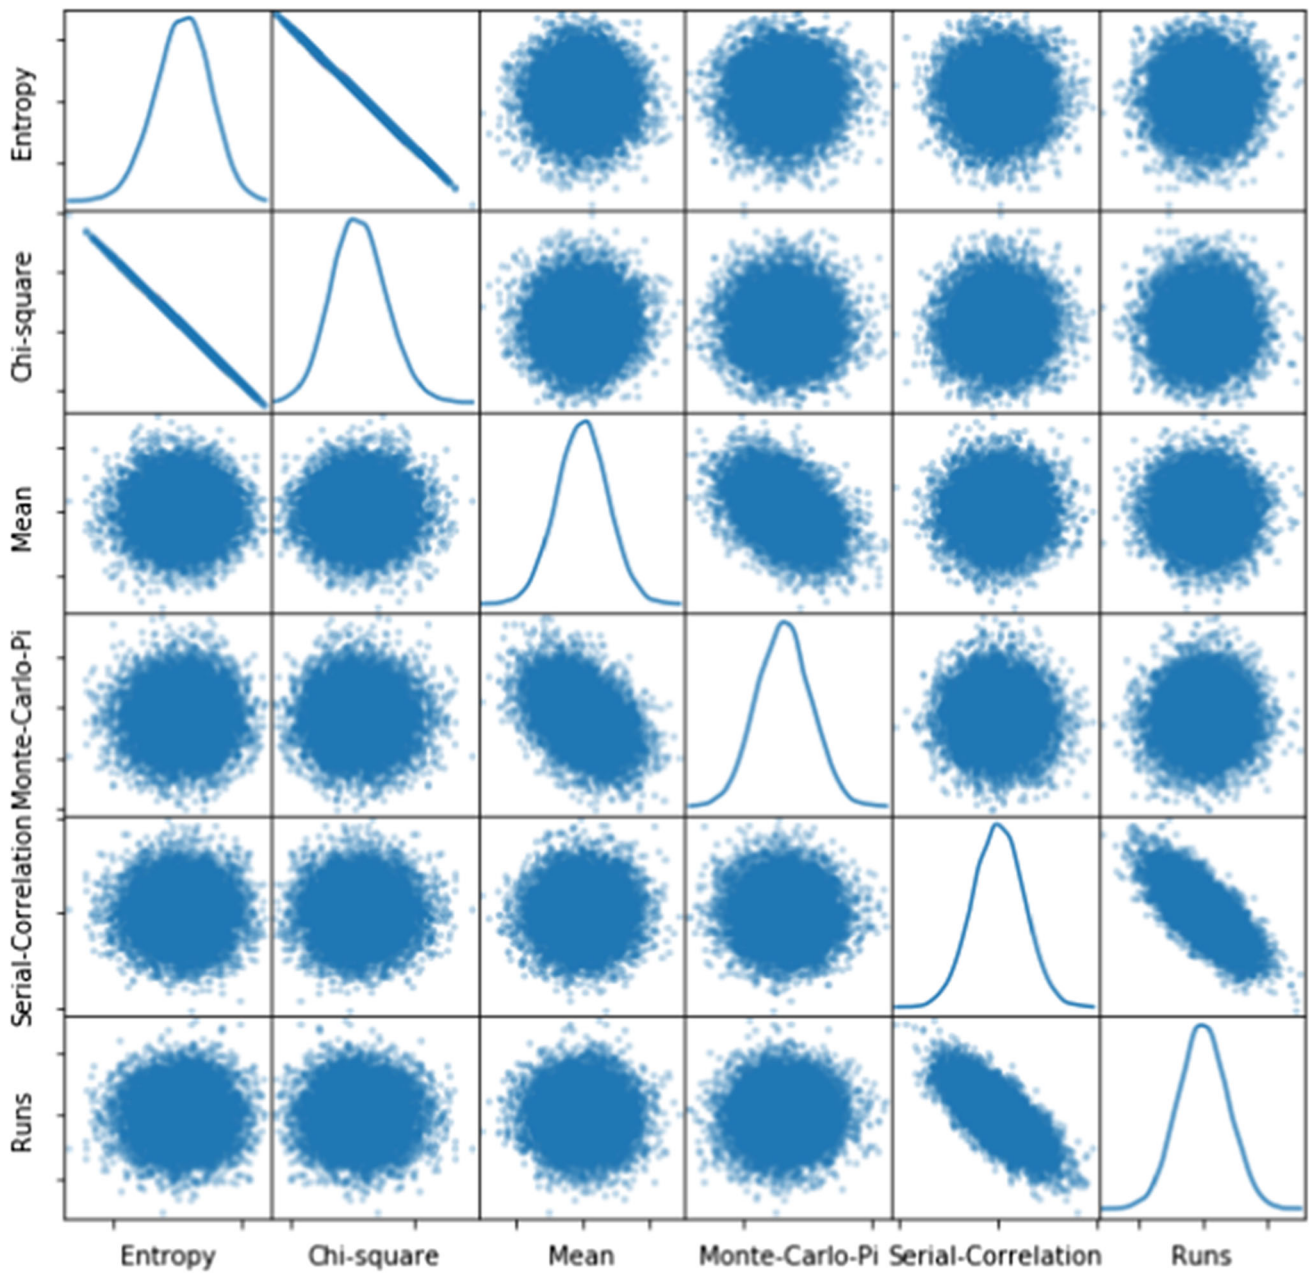 Entropy
Chi-square
Mean
Monte-Carlo-Pi
Serial-Correlation
Runs
Entropy Chi-square Mean Monte-Carlo-Pi Serial-Correlation Runs